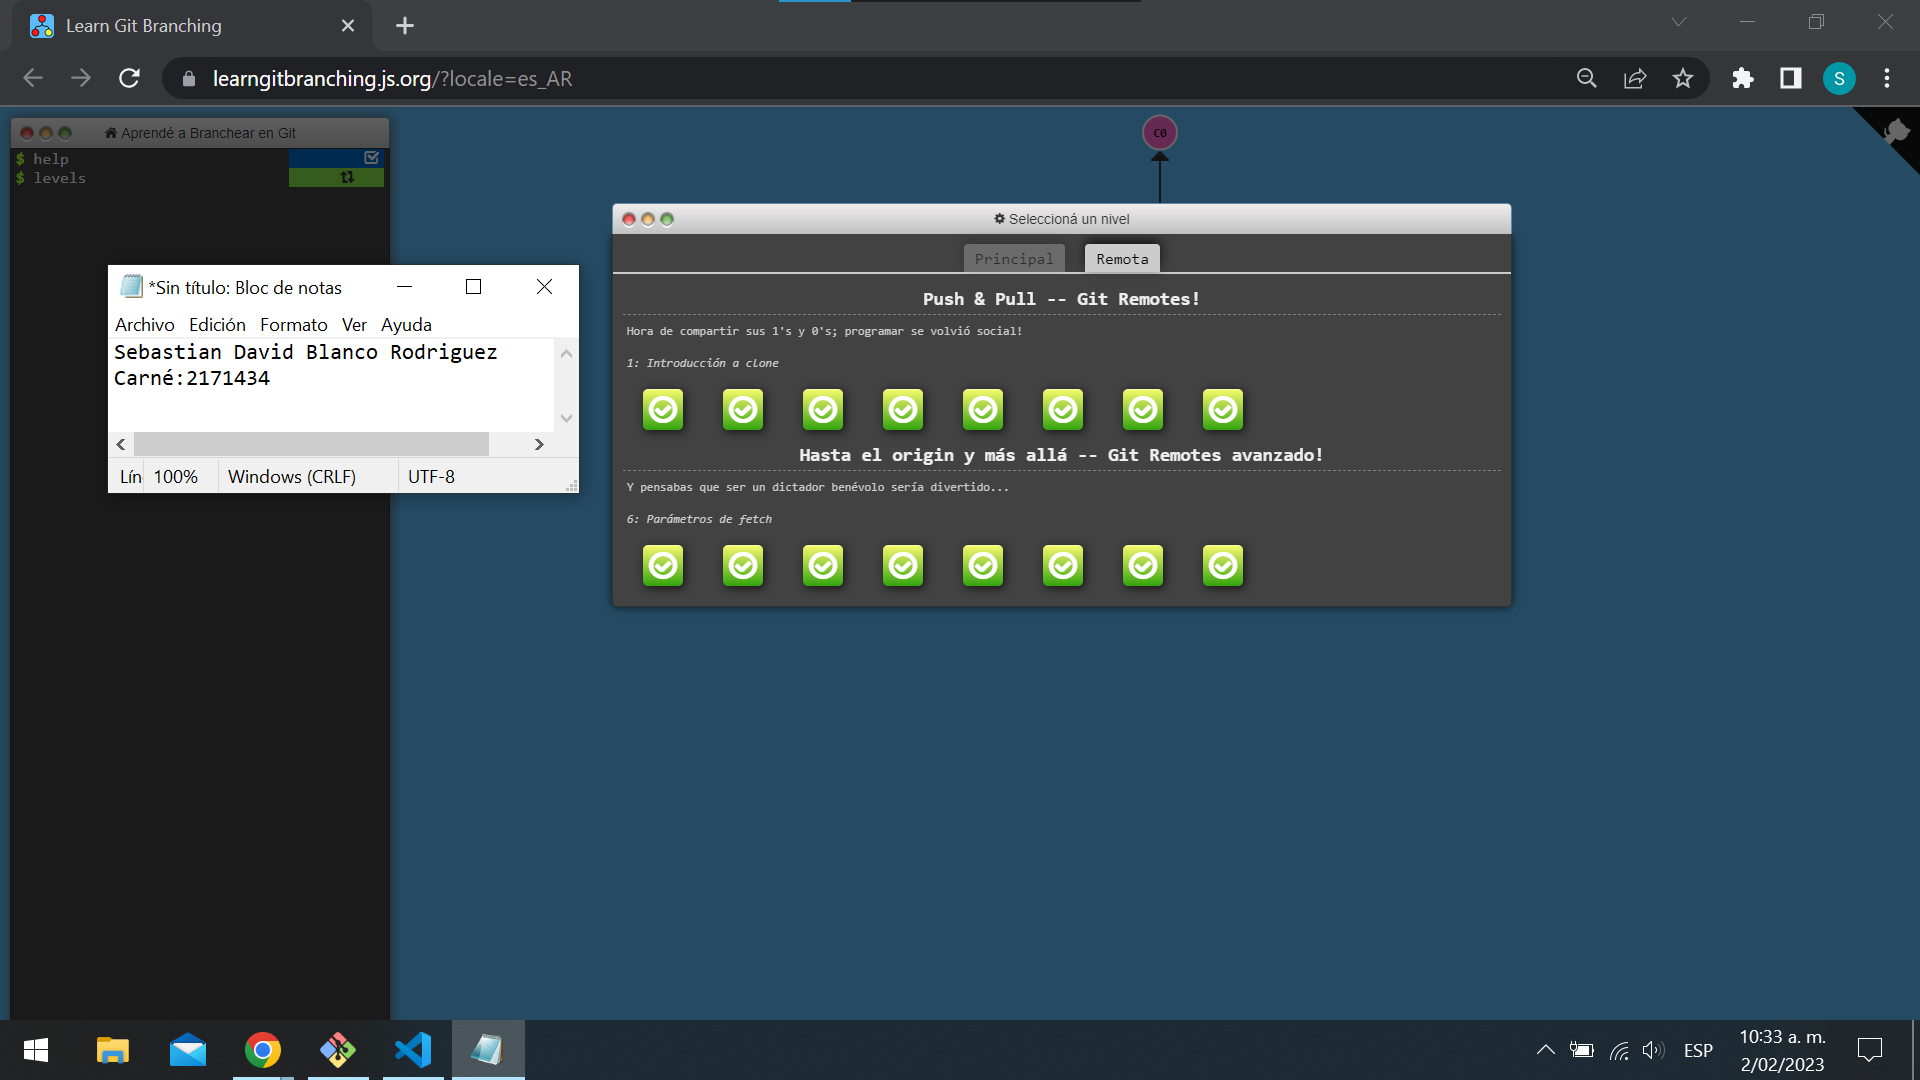 Learn Git Branching
learngitbranching.js.org/?locale=es_AR
S
Aprendé a Branchear en Git
$ help
$ levels
C0
Seleccioná un nivel
Principal
Remota
Push & Pull -- Git Remotes!
Hora de compartir sus 1's y 0's; programar se volvió social!
1: Introducción a clone
Hasta el origin y más allá -- Git Remotes avanzado!
Y pensabas que ser un dictador benévolo sería divertido...
6: Parámetros de fetch
*Sin título: Bloc de notas
Archivo Edición Formato Ver Ayuda
Sebastian David Blanco Rodriguez
Carné:2171434
Lín 100% Windows (CRLF) UTF-8
ESP
10:33 a. m.
2/02/2023